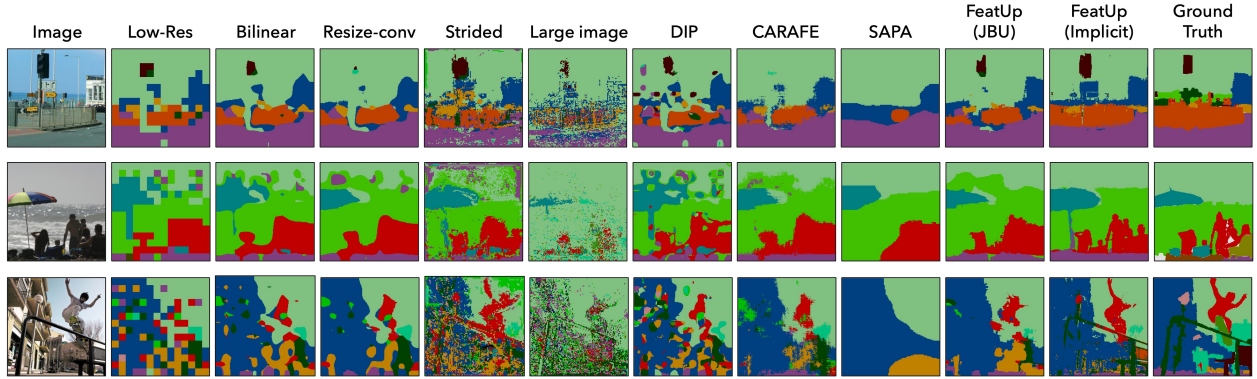 Image
Low-Res
Bilinear
Resize-conv
Strided
Large image
DIP
CARAFE
SAPA
FeatUp
(JBU)
FeatUp
(Implicit)
Ground
Truth